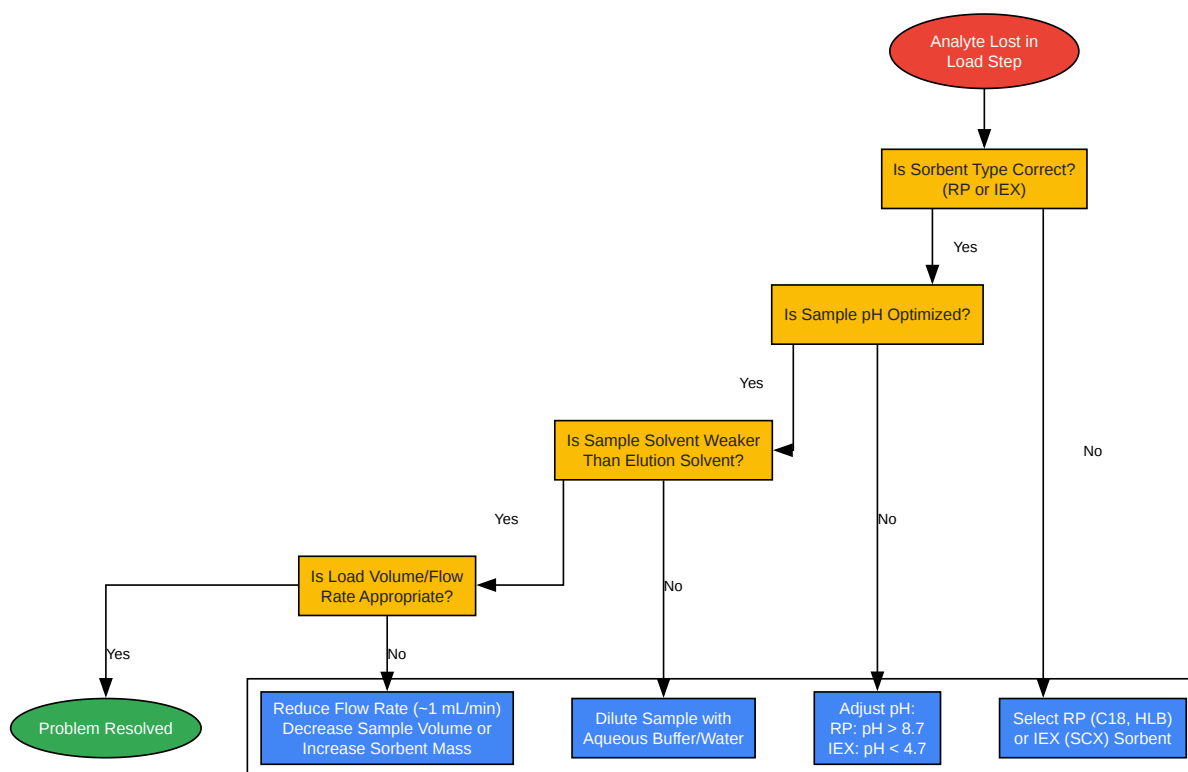 Analyte Lost in
Load Step
Is Sorbent Type Correct?
(RP or IEX)
Yes
No
Is Sample pH Optimized?
Yes
No
Is Sample Solvent Weaker
Than Elution Solvent?
Yes
No
Is Load Volume/Flow
Rate Appropriate?
Yes
No
Problem Resolved
Reduce Flow Rate (~1 mL/min)
Decrease Sample Volume or
Increase Sorbent Mass
Dilute Sample with
Aqueous Buffer/Water
Adjust pH:
RP: pH > 8.7
IEX: pH < 4.7
Select RP (C18, HLB)
or IEX (SCX) Sorbent